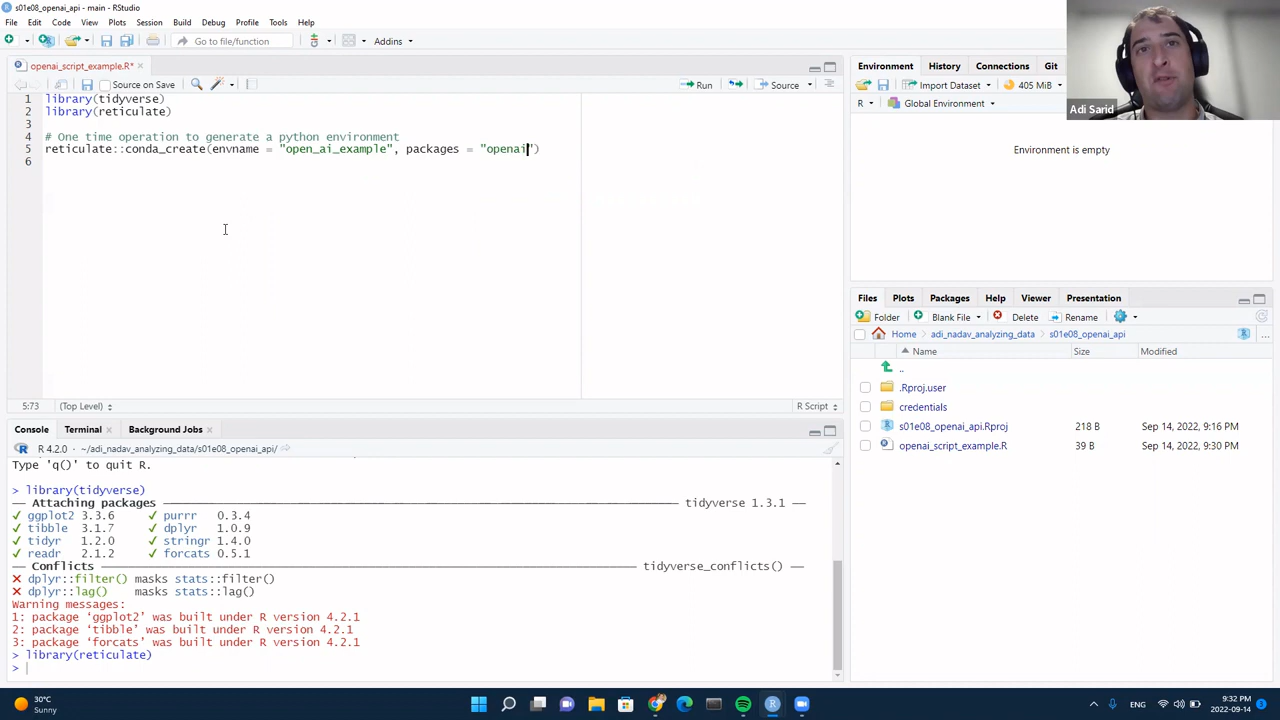 s01e08_openai_api - main - RStudio
File Edit Code View Plots Session Build Debug Profile Tools Help
Go to file/function Addins
openai_script_example.R*
Source on Save Run Source
1 library(tidyverse)
2 library(reticulate)
3
4 # One time operation to generate a python environment
5 reticulate::conda_create(envname = "open_ai_example", packages = "openai")
6
5:73 (Top Level) R Script
Console Terminal Background Jobs
R 4.2.0 · ~/adi_nadav_analyzing_data/s01e08_openai_api/
Type 'q()' to quit R.
> library(tidyverse)
── Attaching packages ── tidyverse 1.3.1 ──
✓ ggplot2 3.3.6 ✓ purrr 0.3.4
✓ tibble 3.1.7 ✓ dplyr 1.0.9
✓ tidyr 1.2.0 ✓ stringr 1.4.0
✓ readr 2.1.2 ✓ forcats 0.5.1
── Conflicts ── tidyverse_conflicts() ──
✗ dplyr::filter() masks stats::filter()
✗ dplyr::lag() masks stats::lag()
Warning messages:
1: package ‘ggplot2’ was built under R version 4.2.1
2: package ‘tibble’ was built under R version 4.2.1
3: package ‘forcats’ was built under R version 4.2.1
> library(reticulate)
>
Adi Sarid
Environment History Connections Git
Import Dataset 405 MiB
R Global Environment
Environment is empty
Files Plots Packages Help Viewer Presentation
Folder Blank File Delete Rename
Home adi_nadav_analyzing_data s01e08_openai_api ...
Name Size Modified
..
.Rproj.user
credentials
s01e08_openai_api.Rproj 218 B Sep 14, 2022, 9:16 PM
openai_script_example.R 39 B Sep 14, 2022, 9:30 PM
30°C
Sunny
ENG
9:32 PM
2022-09-14